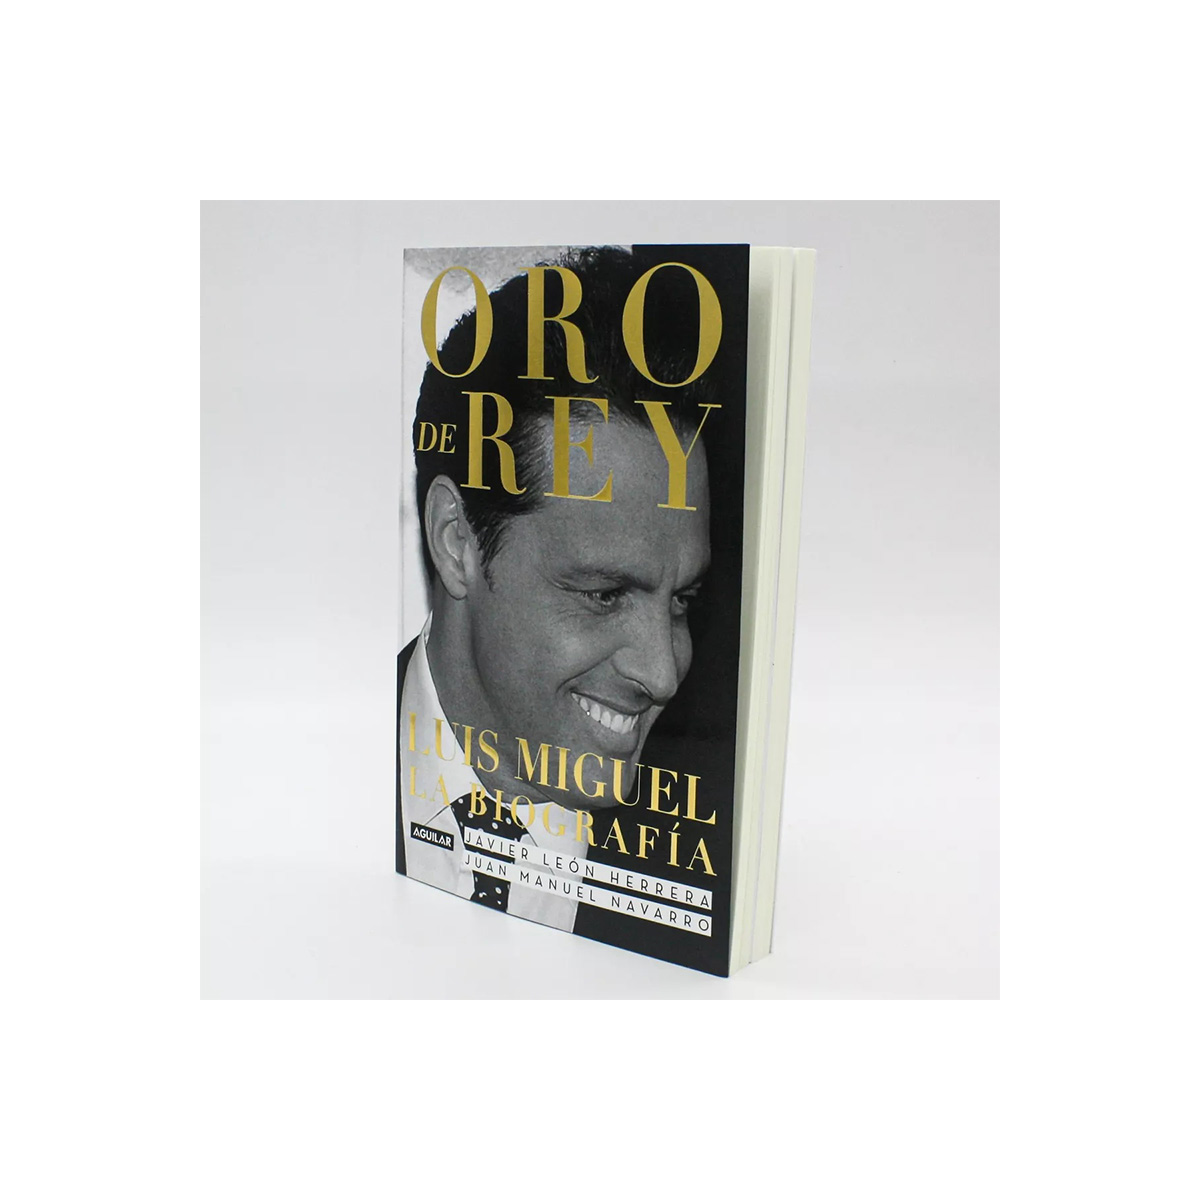 ORO
DE REY
LUIS MIGUEL
LA BIOGRAFÍA
AGUILAR
JAVIER LEÓN HERRERA
JUAN MANUEL NAVARRO